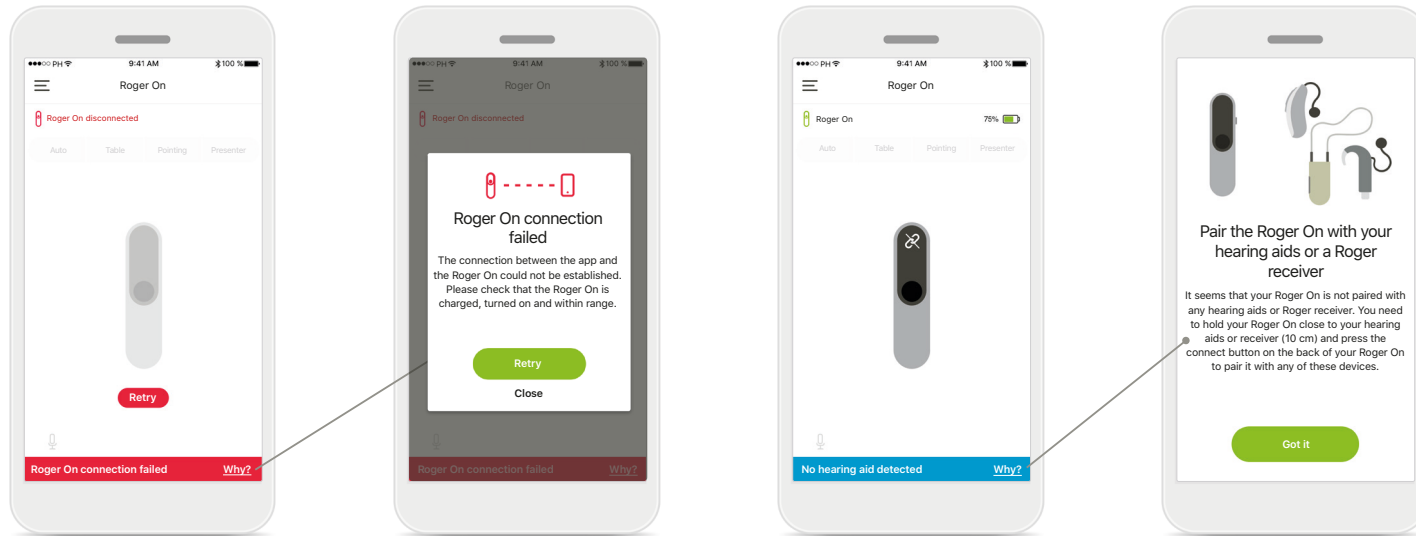 ●●●○○ PH 9:41 AM 100 %
Roger On
Roger On disconnected
Auto Table Pointing Presenter
Retry
Roger On connection failed Why?
●●●○○ PH 9:41 AM 100 %
Roger On
Roger On disconnected
Roger On connection
failed
The connection between the app and
the Roger On could not be established.
Please check that the Roger On is
charged, turned on and within range.
Retry
Close
Roger On connection failed Why?
●●●○○ PH 9:41 AM 100 %
Roger On
Roger On 75%
Auto Table Pointing Presenter
No hearing aid detected Why?
Pair the Roger On with your
hearing aids or a Roger
receiver
It seems that your Roger On is not paired with
any hearing aids or Roger receiver. You need
to hold your Roger On close to your hearing
aids or receiver (10 cm) and press the
connect button on the back of your Roger On
to pair it with any of these devices.
Got it